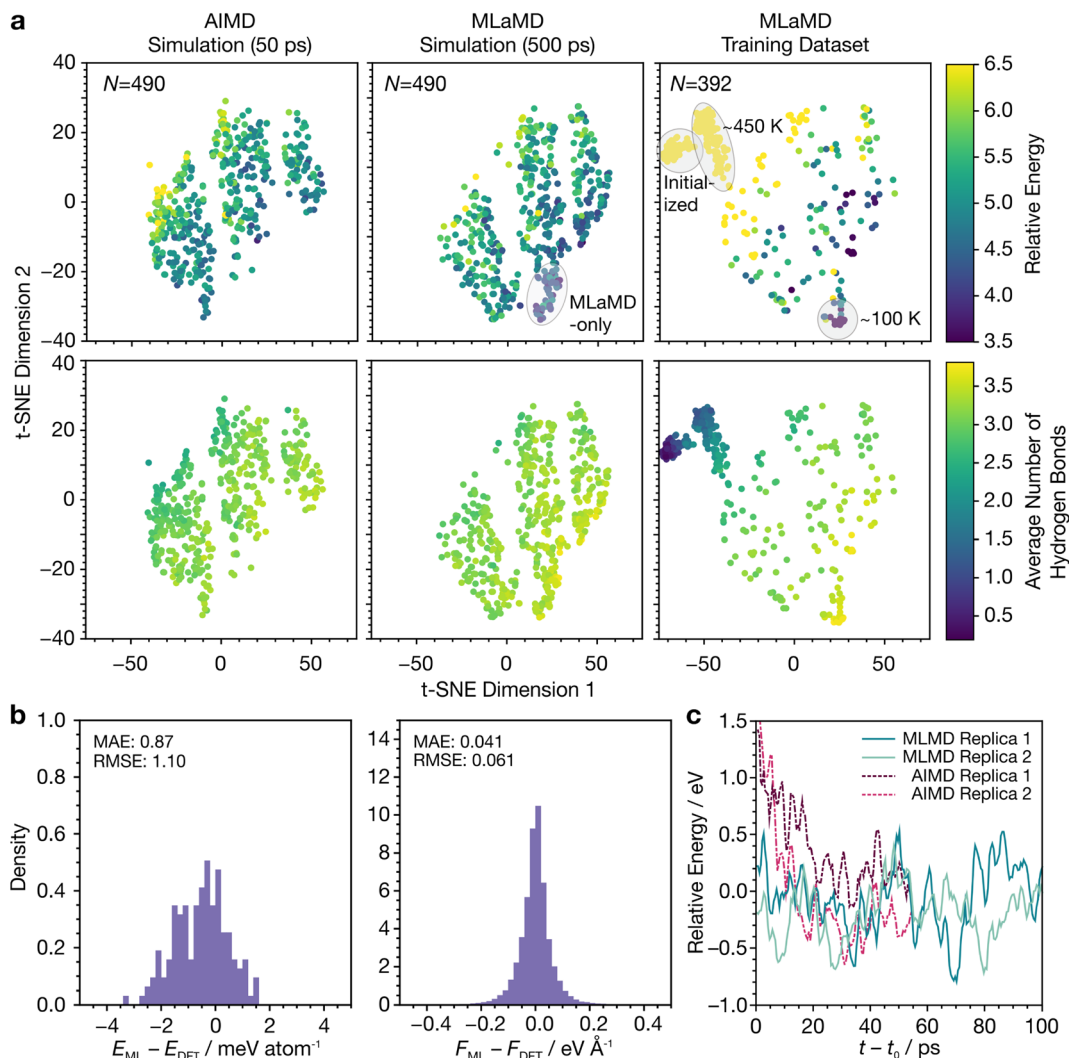 a
AIMD
Simulation (50 ps)
MLaMD
Simulation (500 ps)
MLaMD
Training Dataset
40
20
0
−20
−40
N=490
N=490
MLaMD
-only
N=392
~450 K
Initial-
ized
~100 K
6.5
6.0
5.5
5.0
4.5
4.0
3.5
Relative Energy
t-SNE Dimension 2
40
20
0
−20
−40
3.5
3.0
2.5
2.0
1.5
1.0
0.5
Average Number of
Hydrogen Bonds
−50 0 50
−50 0 50
−50 0 50
t-SNE Dimension 1
b
1.0
0.8
0.6
0.4
0.2
0.0
Density
MAE: 0.87
RMSE: 1.10
−4 −2 0 2 4
E_ML − E_DFT / meV atom⁻¹
14
12
10
8
6
4
2
0
MAE: 0.041
RMSE: 0.061
−0.4 −0.2 0.0 0.2 0.4
F_ML − F_DFT / eV Å⁻¹
c
1.5
1.0
0.5
0.0
−0.5
−1.0
Relative Energy / eV
MLMD Replica 1
MLMD Replica 2
AIMD Replica 1
AIMD Replica 2
0 20 40 60 80 100
t − t₀ / ps